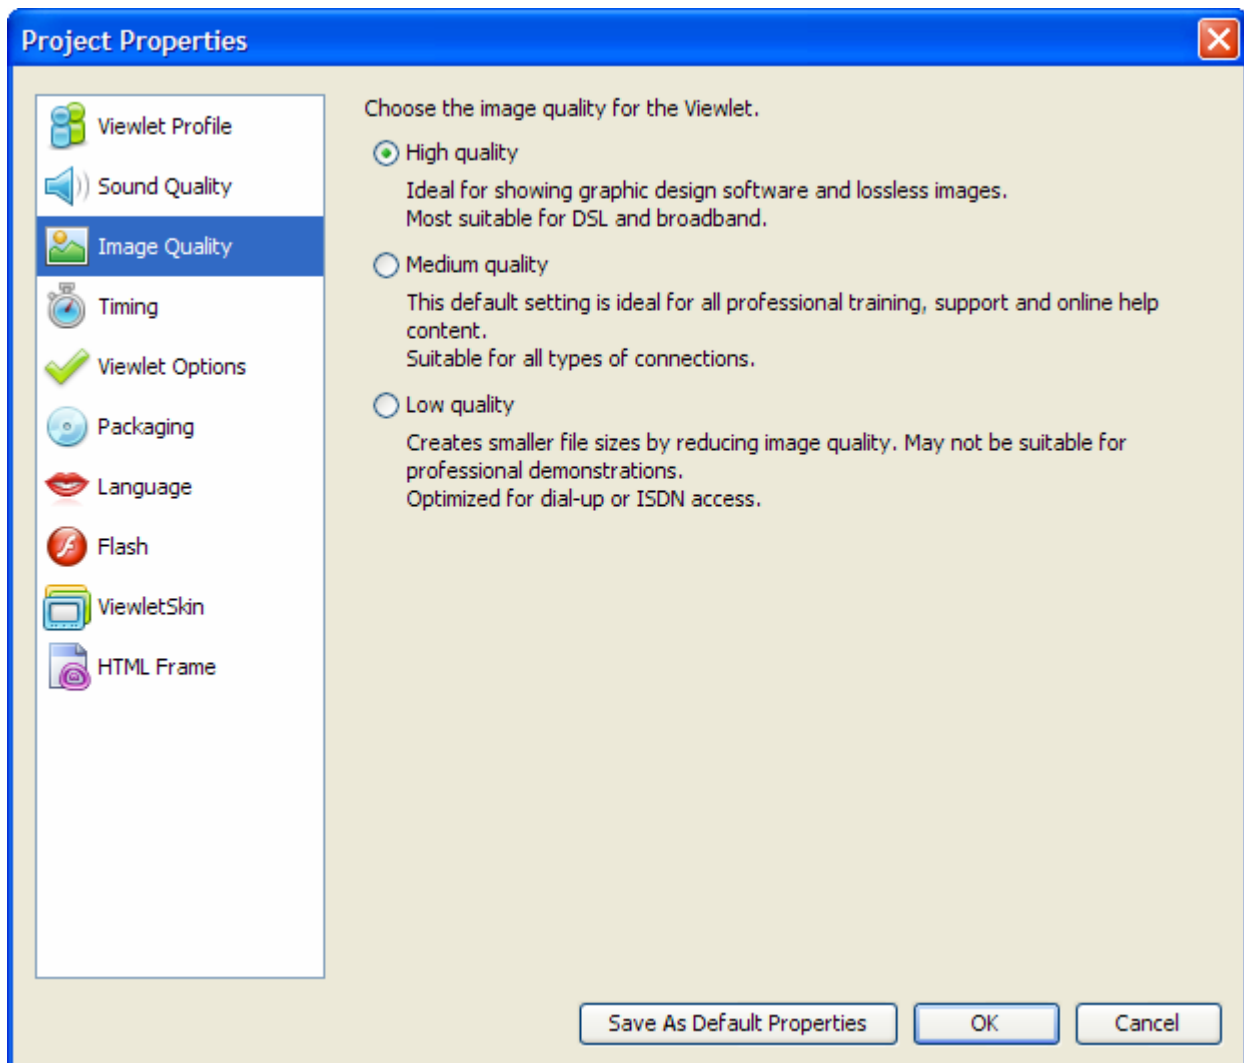 Project Properties
Viewlet Profile
Sound Quality
Image Quality
Timing
Viewlet Options
Packaging
Language
Flash
ViewletSkin
HTML Frame
Choose the image quality for the Viewlet.
High quality
Ideal for showing graphic design software and lossless images.
Most suitable for DSL and broadband.
Medium quality
This default setting is ideal for all professional training, support and online help
content.
Suitable for all types of connections.
Low quality
Creates smaller file sizes by reducing image quality. May not be suitable for
professional demonstrations.
Optimized for dial-up or ISDN access.
Save As Default Properties
OK
Cancel